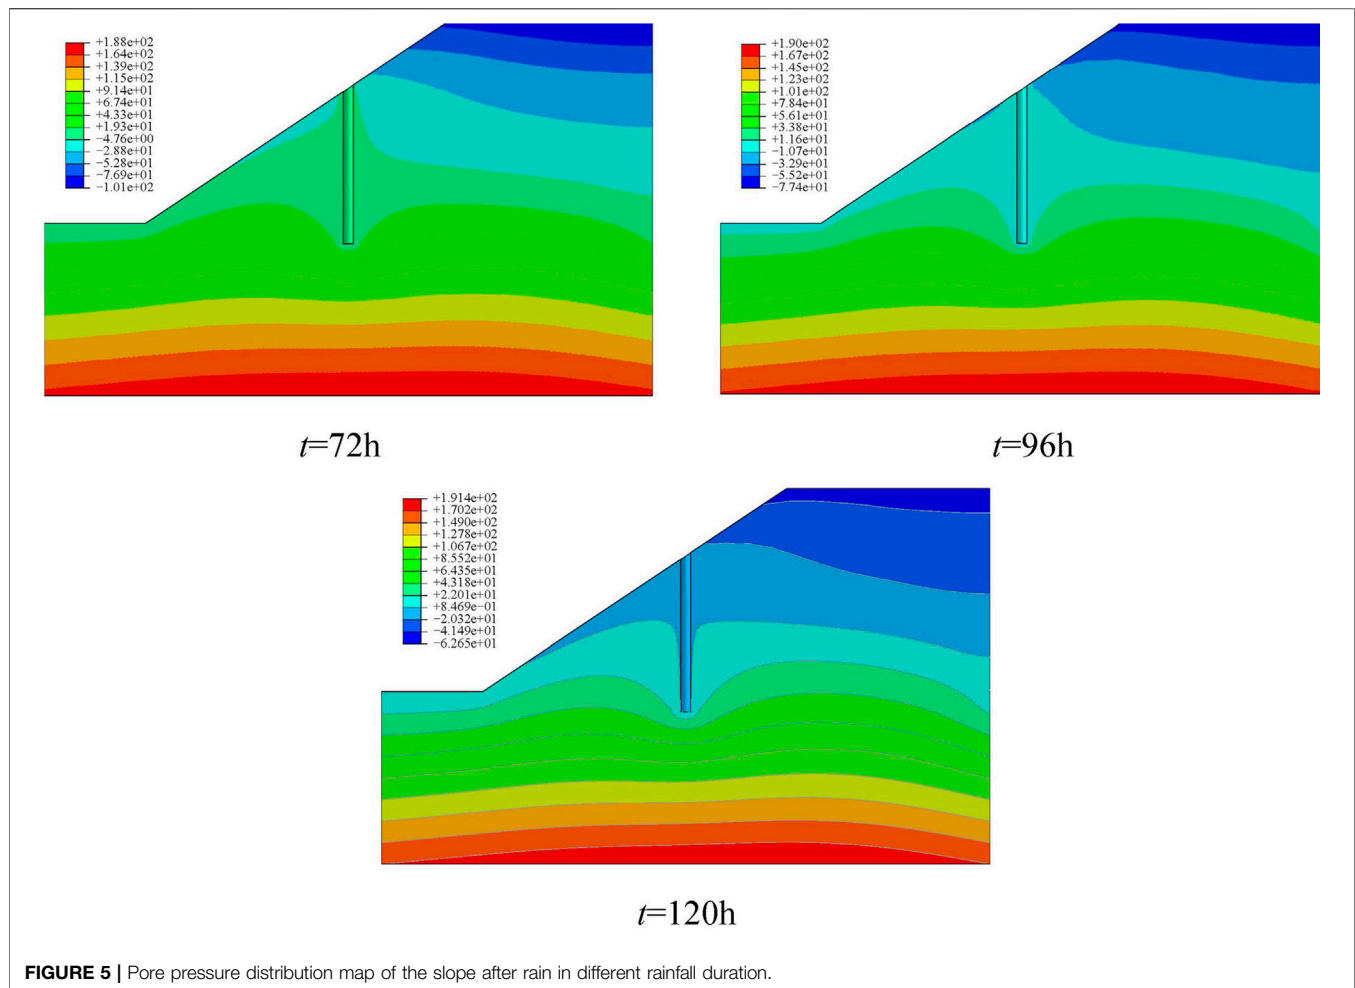 +1.88e+02
+1.64e+02
+1.39e+02
+1.15e+02
+9.14e+01
+6.74e+01
+4.33e+01
+1.93e+01
−4.76e+00
−2.88e+01
−5.28e+01
−7.69e+01
−1.01e+02
t=72h
+1.90e+02
+1.67e+02
+1.45e+02
+1.23e+02
+1.01e+02
+7.84e+01
+5.61e+01
+3.38e+01
+1.16e+01
−1.07e+01
−3.29e+01
−5.52e+01
−7.74e+01
t=96h
+1.914e+02
+1.702e+02
+1.490e+02
+1.278e+02
+1.067e+02
+8.552e+01
+6.435e+01
+4.318e+01
+2.201e+01
+8.469e−01
−2.032e+01
−4.149e+01
−6.265e+01
t=120h
FIGURE 5 | Pore pressure distribution map of the slope after rain in different rainfall duration.